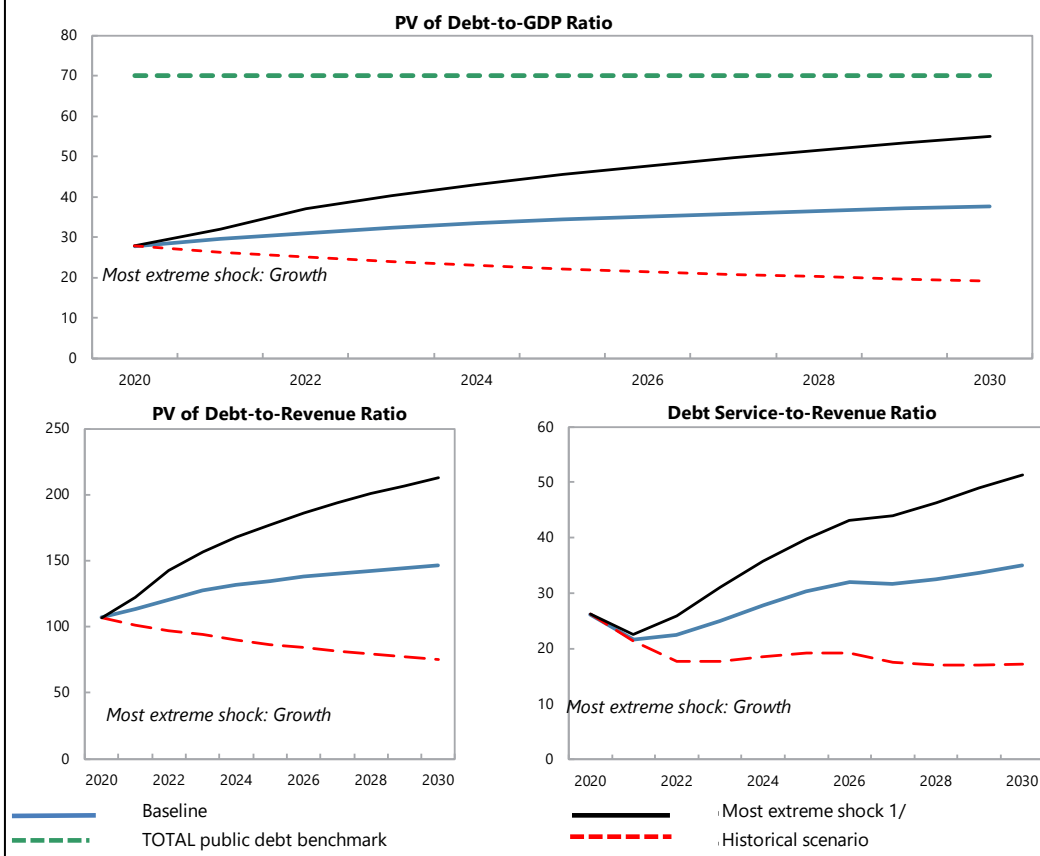 PV of Debt-to-GDP Ratio
80
70
60
50
40
30
20
10
0
Most extreme shock: Growth
2020 2022 2024 2026 2028 2030
PV of Debt-to-Revenue Ratio
250
200
150
100
50
0
Most extreme shock: Growth
2020 2022 2024 2026 2028 2030
Debt Service-to-Revenue Ratio
60
50
40
30
20
10
0
Most extreme shock: Growth
2020 2022 2024 2026 2028 2030
Baseline
Most extreme shock 1/
TOTAL public debt benchmark
Historical scenario